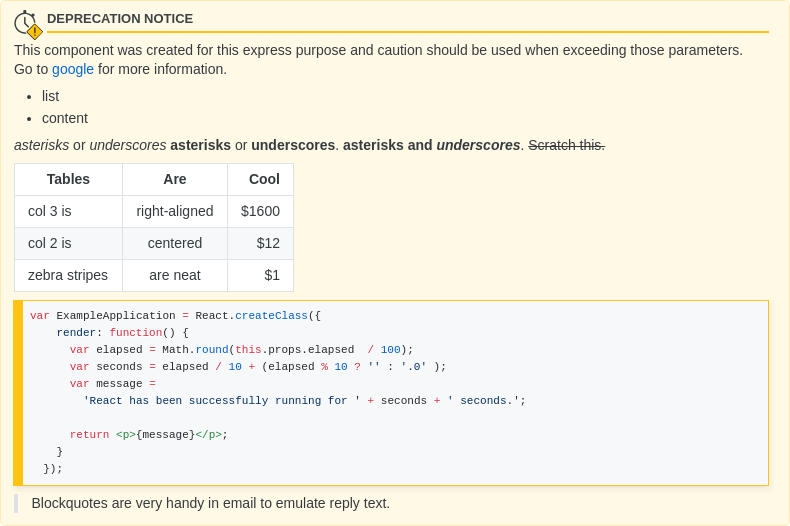 DEPRECATION NOTICE
This component was created for this express purpose and caution should be used when exceeding those parameters.
Go to google for more information.
• list
• content
asterisks or underscores asterisks or underscores. asterisks and underscores. Scratch this.
Tables Are Cool
col 3 is right-aligned $1600
col 2 is centered $12
zebra stripes are neat $1
var ExampleApplication = React.createClass({
    render: function() {
      var elapsed = Math.round(this.props.elapsed  / 100);
      var seconds = elapsed / 10 + (elapsed % 10 ? '' : '.0' );
      var message =
        'React has been successfully running for ' + seconds + ' seconds.';

      return <p>{message}</p>;
    }
  });
Blockquotes are very handy in email to emulate reply text.